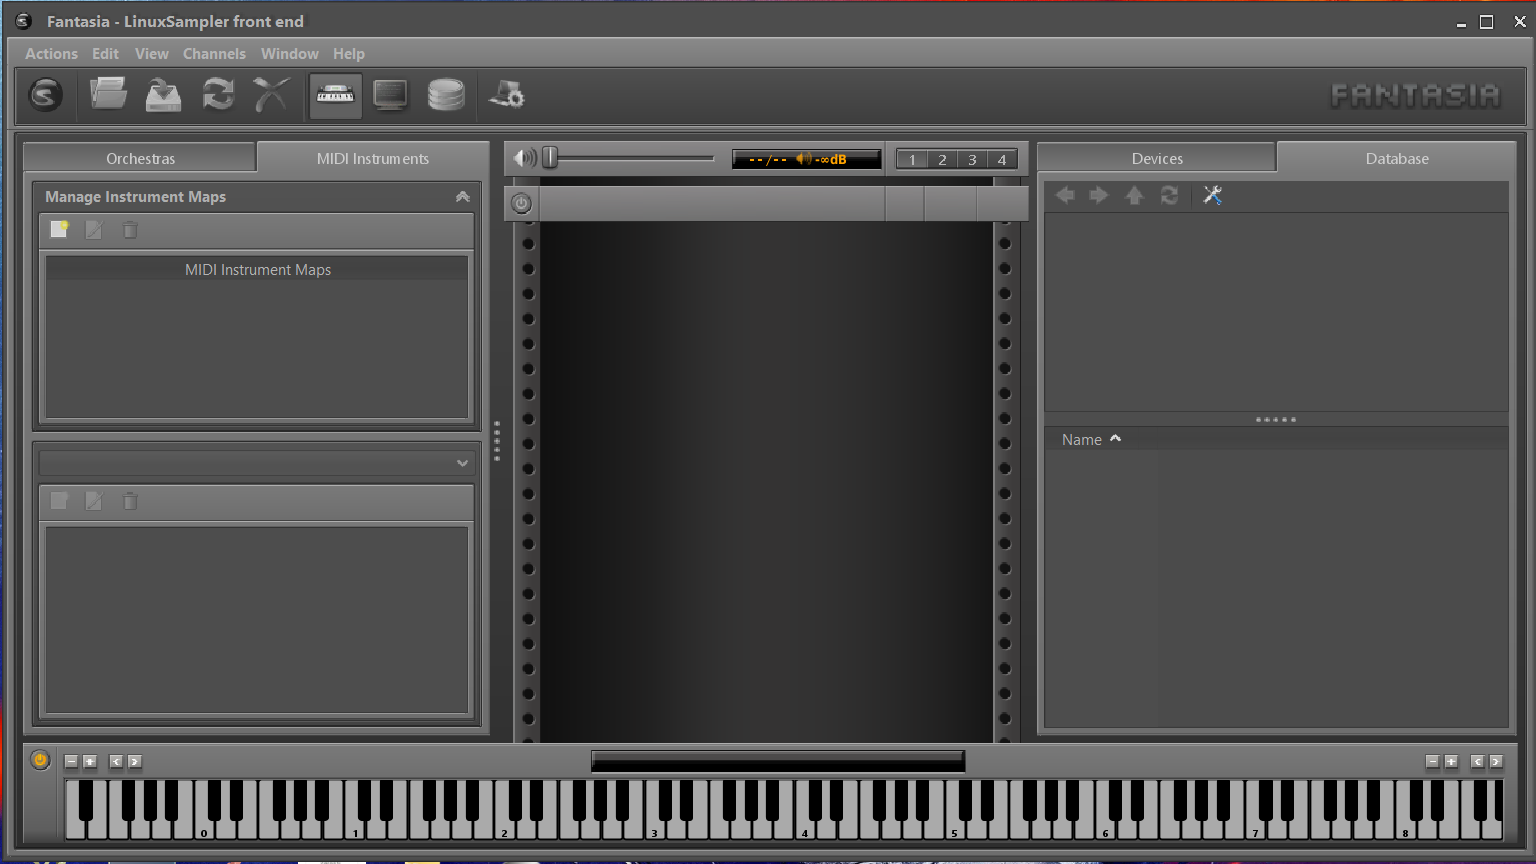 Fantasia - LinuxSampler front end
Actions Edit View Channels Window Help
FANTASIA
Orchestras MIDI Instruments
--/-- -∞dB 1 2 3 4
Devices Database
Manage Instrument Maps
MIDI Instrument Maps
Name
0 1 2 3 4 5 6 7 8